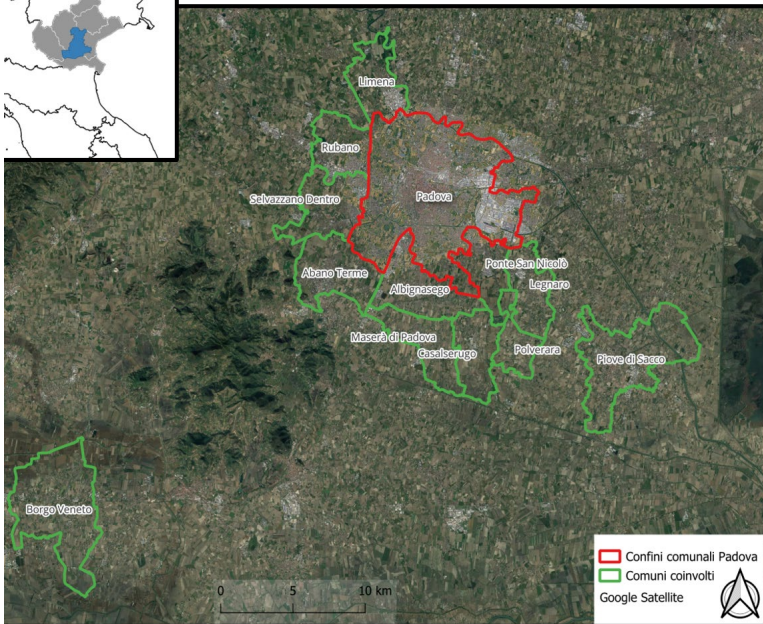 Limena
Rubano
Selvazzano Dentro
Padova
Ponte San Nicolò
Abano Terme
Legnaro
Albignasego
Maserà di Padova
Casalserugo
Polverara
Piove di Sacco
Borgo Veneto
0 5 10 km
Confini comunali Padova
Comuni coinvolti
Google Satellite